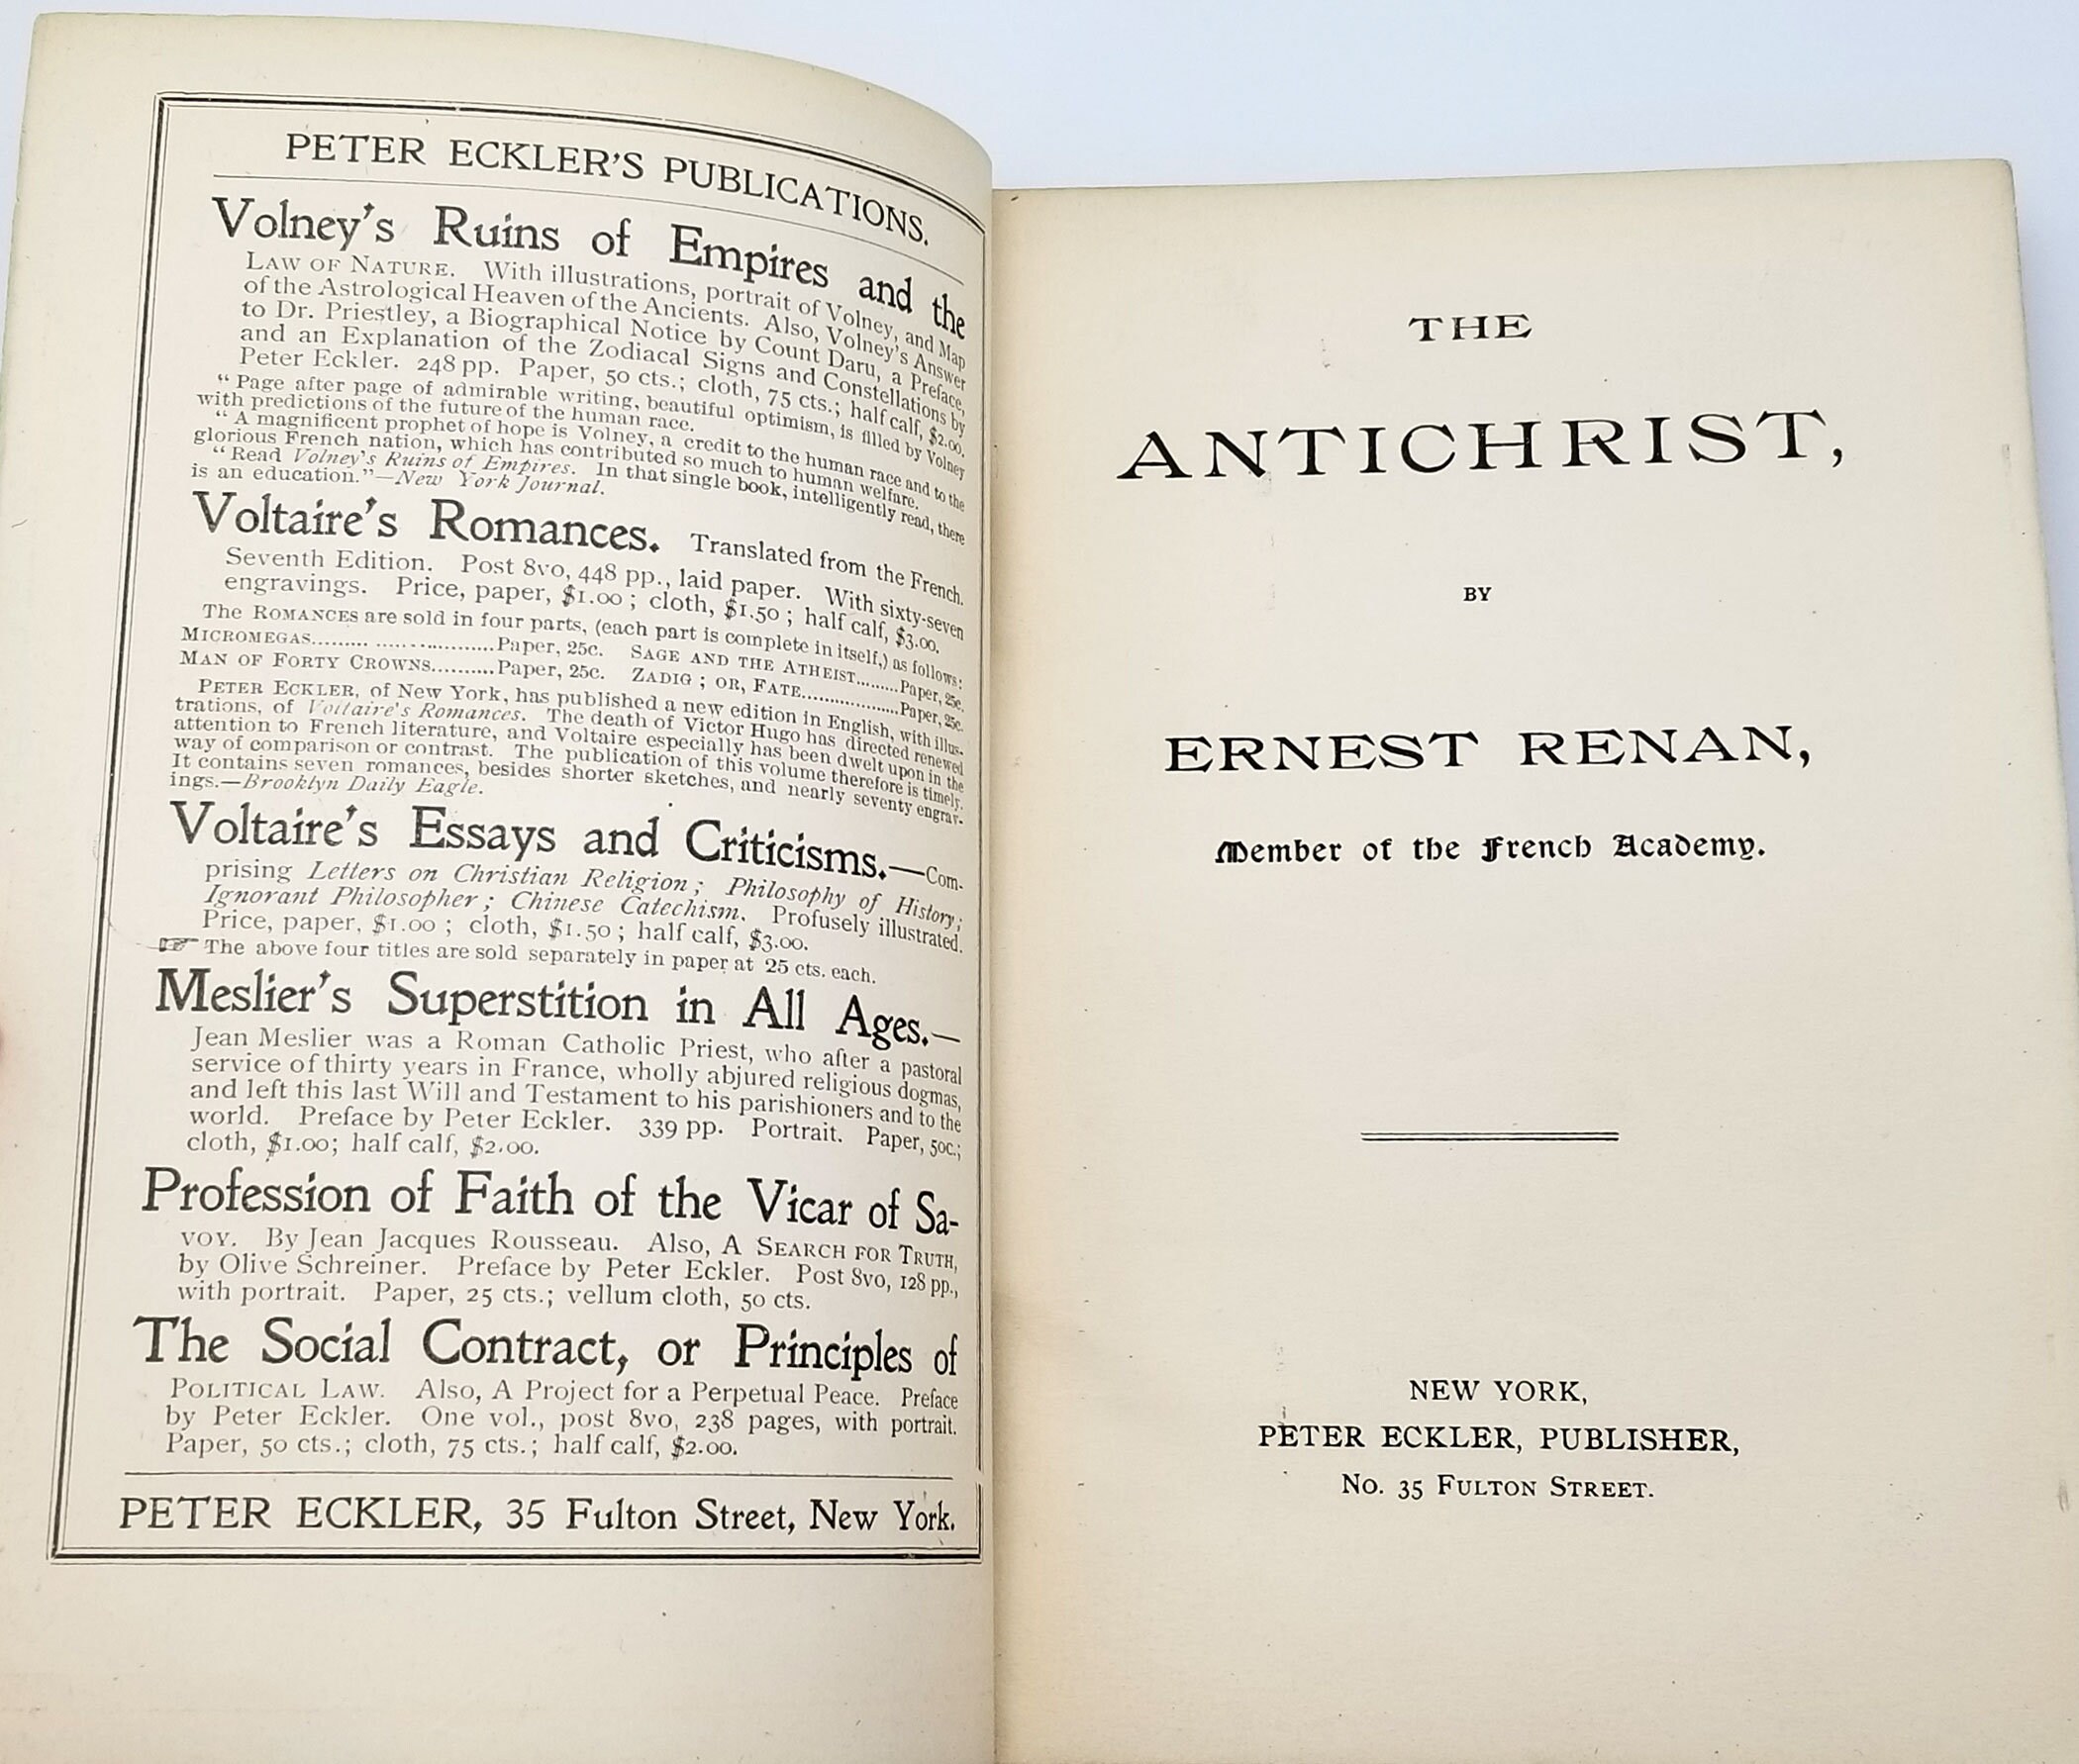 PETER ECKLER'S PUBLICATIONS.
Volney's Ruins of Empires and the
LAW OF NATURE. With illustrations, portrait of Volney, and Map
of the Astrological Heaven of the Ancients. Also, Volney's Answer
to Dr. Priestley, a Biographical Notice by Count Daru, a Preface,
and an Explanation of the Zodiacal Signs and Constellations by
Peter Eckler. 248 pp. Paper, 50 cts.; cloth, 75 cts.; half calf, $2.00.
"Page after page of admirable writing, beautiful optimism, is filled by Volney
with predictions of the future of the human race.
"A magnificent prophet of hope is Volney, a credit to the human race and to the
glorious French nation, which has contributed so much to human welfare.
"Read Volney's Ruins of Empires. In that single book, intelligently read, there
is an education."—New York Journal.
Voltaire's Romances. Translated from the French.
Seventh Edition. Post 8vo, 448 pp., laid paper. With sixty-seven
engravings. Price, paper, $1.00; cloth, $1.50; half calf, $3.00.
The ROMANCES are sold in four parts, (each part is complete in itself,) as follows:
MICROMEGAS......... ...................Paper, 25c. SAGE AND THE ATHEIST.........Paper, 25c.
MAN OF FORTY CROWNS..........Paper, 25c. ZADIG; OR, FATE...................Paper, 25c.
PETER ECKLER, of New York, has published a new edition in English, with illus-
trations, of Voltaire's Romances. The death of Victor Hugo has directed renewed
attention to French literature, and Voltaire especially has been dwelt upon in the
way of comparison or contrast. The publication of this volume therefore is timely.
It contains seven romances, besides shorter sketches, and nearly seventy engrav-
ings.—Brooklyn Daily Eagle.
Voltaire's Essays and Criticisms.—Com-
prising Letters on Christian Religion; Philosophy of History;
Ignorant Philosopher; Chinese Catechism. Profusely illustrated.
Price, paper, $1.00; cloth, $1.50; half calf, $3.00.
☞ The above four titles are sold separately in paper at 25 cts. each.
Meslier's Superstition in All Ages.—
Jean Meslier was a Roman Catholic Priest, who after a pastoral
service of thirty years in France, wholly abjured religious dogmas,
and left this last Will and Testament to his parishioners and to the
world. Preface by Peter Eckler. 339 pp. Portrait. Paper, 50c.;
cloth, $1.00; half calf, $2.00.
Profession of Faith of the Vicar of Sa-
VOY. By Jean Jacques Rousseau. Also, A SEARCH FOR TRUTH,
by Olive Schreiner. Preface by Peter Eckler. Post 8vo, 128 pp.,
with portrait. Paper, 25 cts.; vellum cloth, 50 cts.
The Social Contract, or Principles of
POLITICAL LAW. Also, A Project for a Perpetual Peace. Preface
by Peter Eckler. One vol., post 8vo, 238 pages, with portrait.
Paper, 50 cts.; cloth, 75 cts.; half calf, $2.00.
PETER ECKLER, 35 Fulton Street, New York.
THE
ANTICHRIST,
BY
ERNEST RENAN,
Member of the French Academy.
NEW YORK,
PETER ECKLER, PUBLISHER,
No. 35 FULTON STREET.